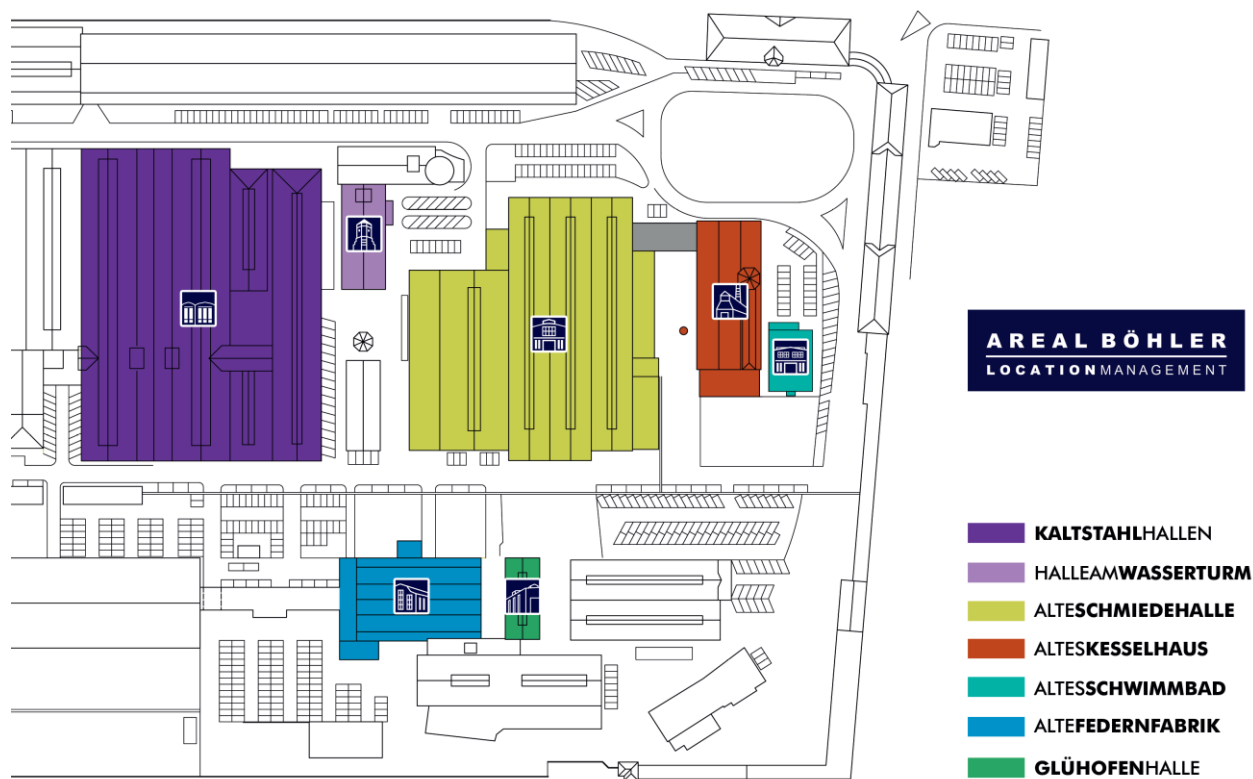 AREAL BÖHLER
LOCATIONMANAGEMENT
KALTSTAHLHALLEN
HALLEAMWASSERTURM
ALTESCHMIEDEHALLE
ALTESKESSELHAUS
ALTESSCHWIMMBAD
ALTEFEDERNFABRIK
GLÜHOFENHALLE